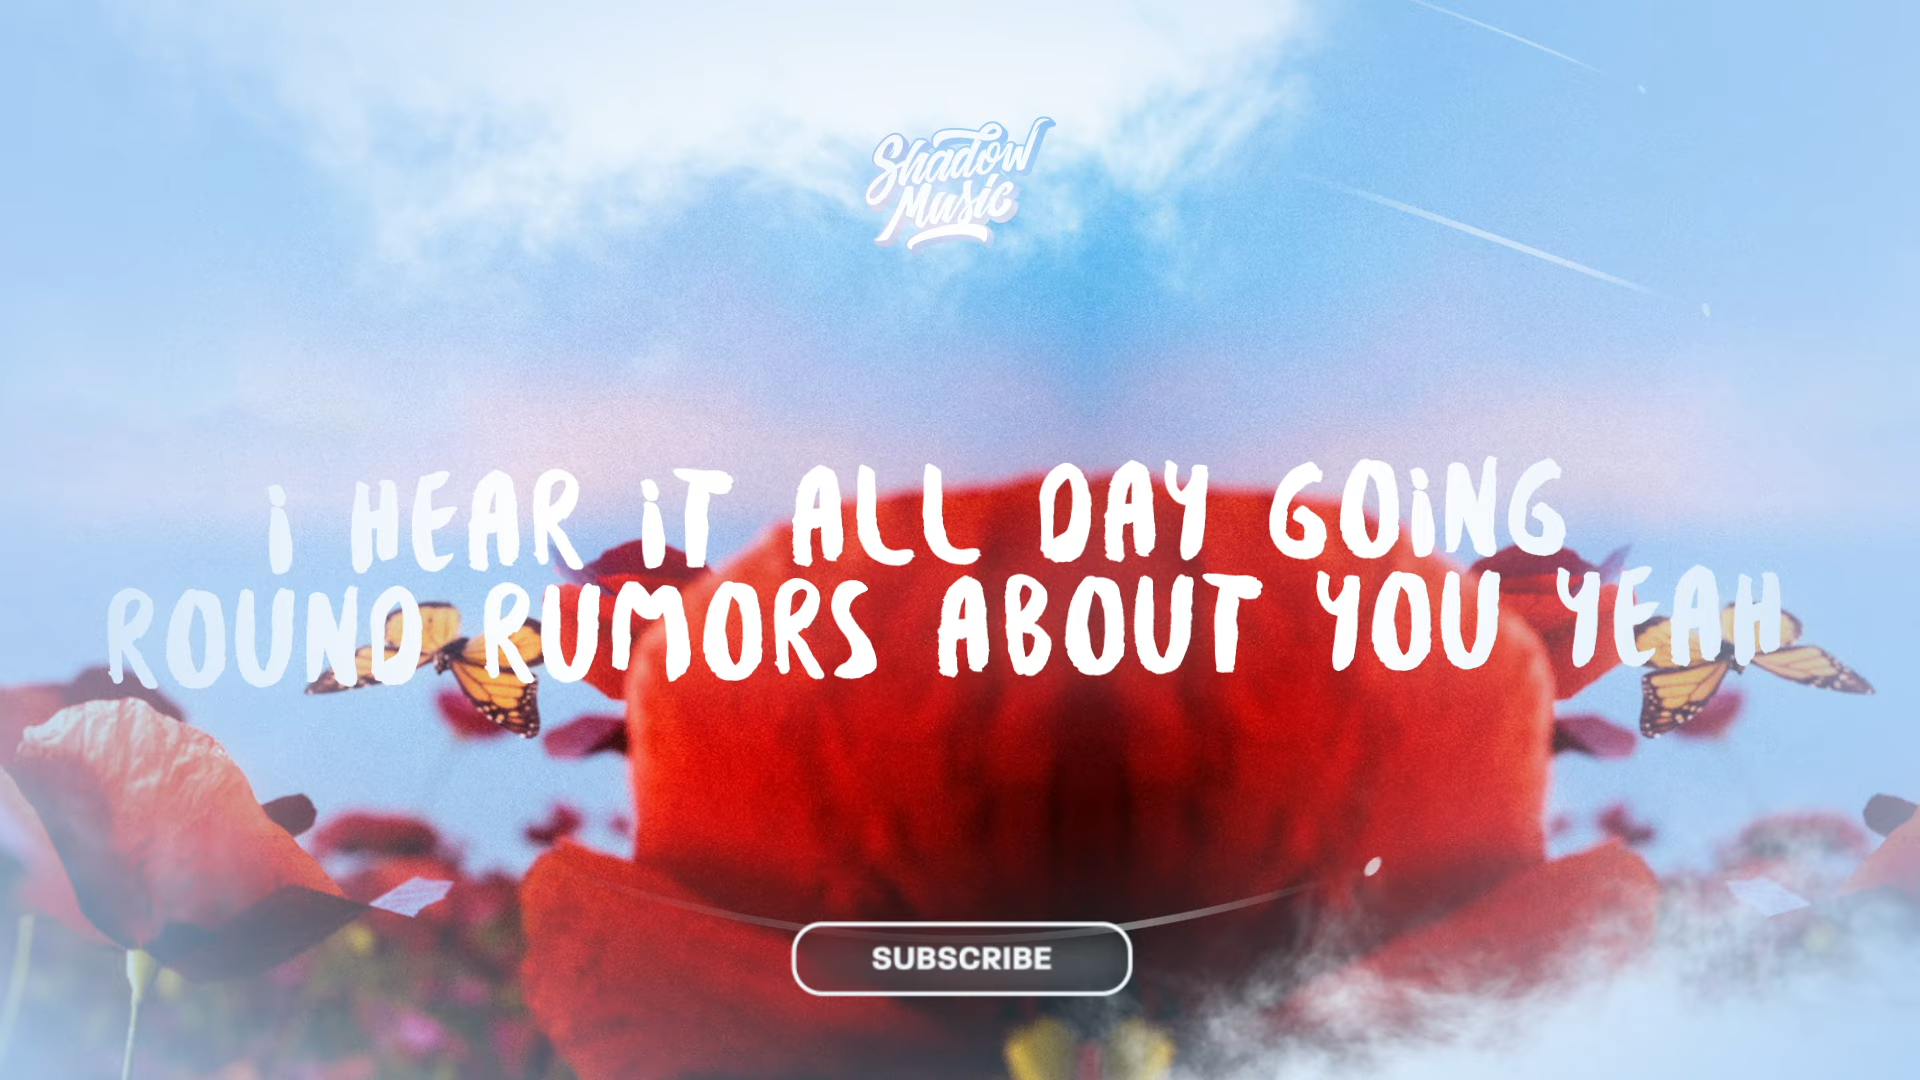 Shadow
Music
i HEAR iT ALL DAY GOiNG
ROUND RUMORS ABOUT YOU YEAH
SUBSCRIBE